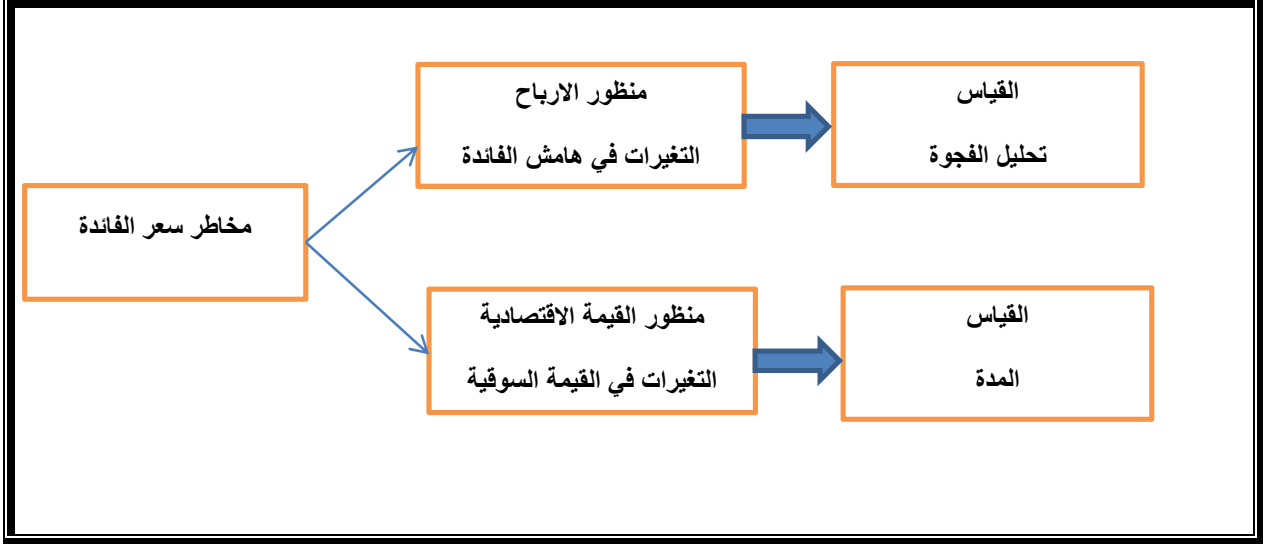 مخاطر سعر الفائدة
منظور الارباح
التغيرات في هامش الفائدة
القياس
تحليل الفجوة
منظور القيمة الاقتصادية
التغيرات في القيمة السوقية
القياس
المدة